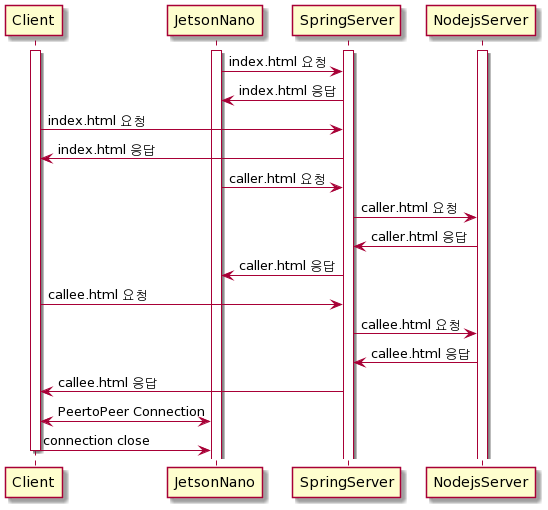 Client JetsonNano SpringServer NodejsServer
index.html 요청
index.html 응답
index.html 요청
index.html 응답
caller.html 요청
caller.html 요청
caller.html 응답
caller.html 응답
callee.html 요청
callee.html 요청
callee.html 응답
callee.html 응답
PeertoPeer Connection
connection close
Client JetsonNano SpringServer NodejsServer